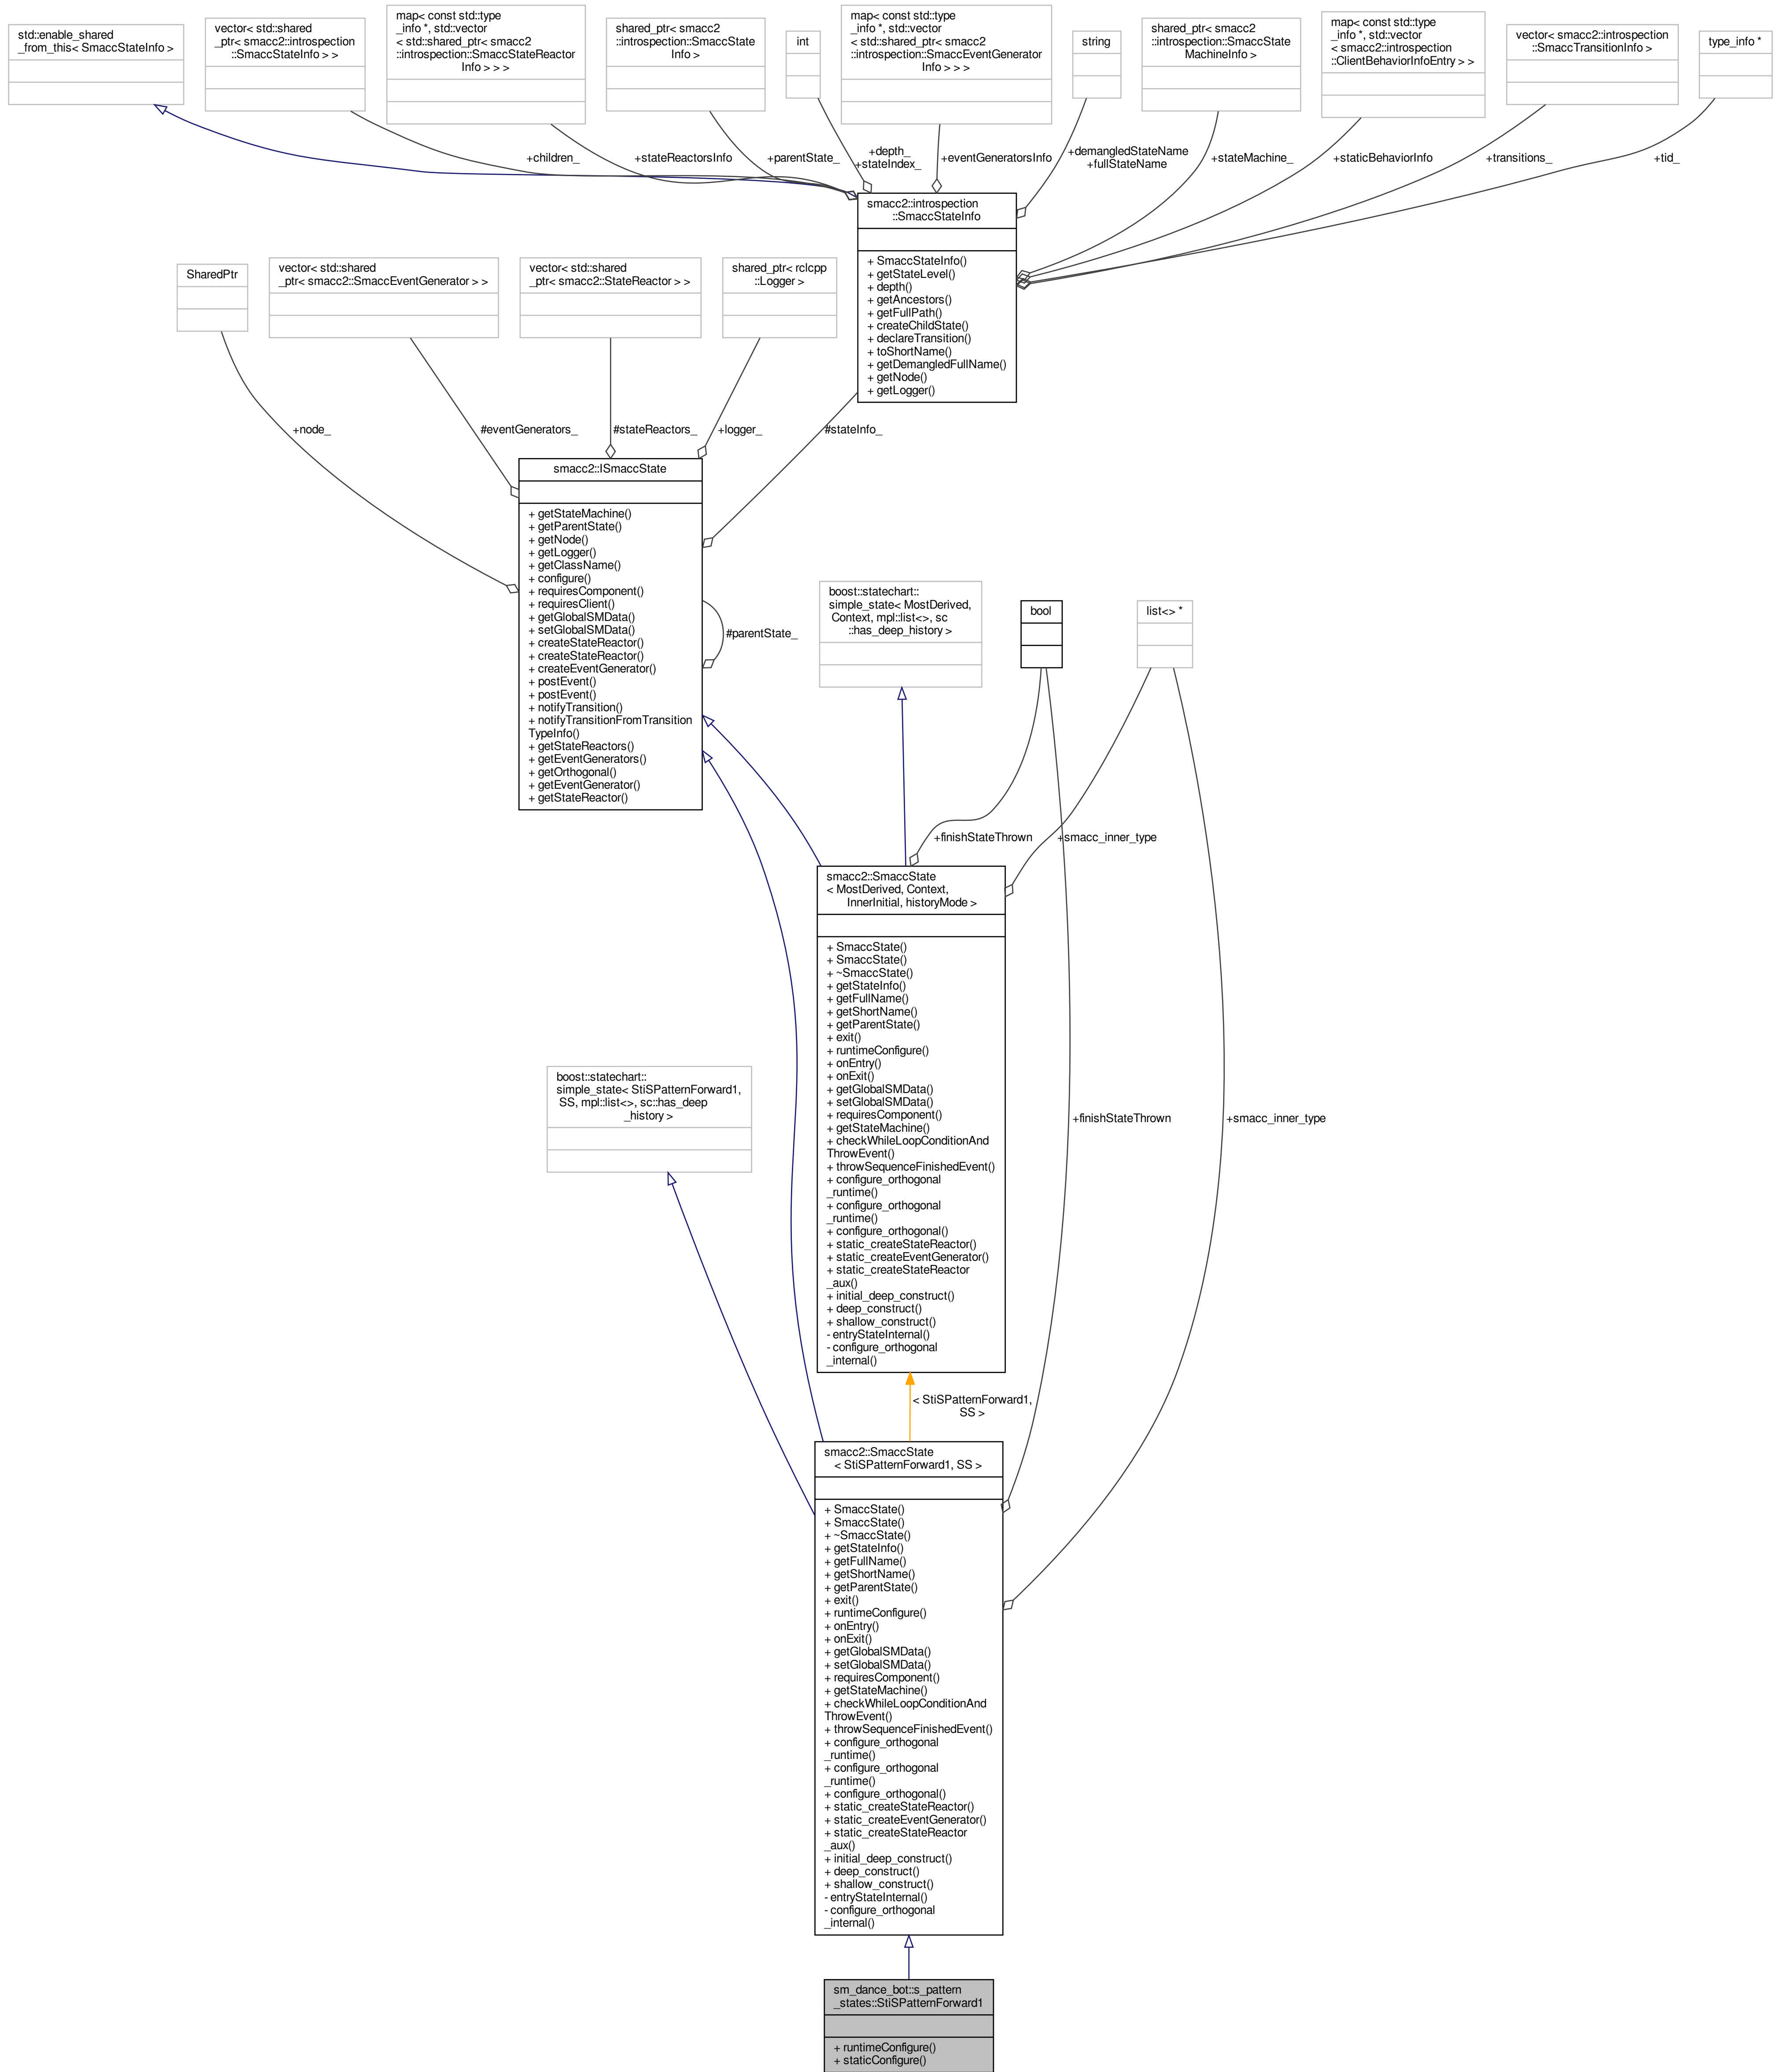 std::enable_shared
_from_this< SmaccStateInfo >
vector< std::shared
_ptr< smacc2::introspection
::SmaccStateInfo > >
map< const std::type
_info *, std::vector
< std::shared_ptr< smacc2
::introspection::SmaccStateReactor
Info > > >
shared_ptr< smacc2
::introspection::SmaccState
Info >
int
map< const std::type
_info *, std::vector
< std::shared_ptr< smacc2
::introspection::SmaccEventGenerator
Info > > >
string
shared_ptr< smacc2
::introspection::SmaccState
MachineInfo >
map< const std::type
_info *, std::vector
< smacc2::introspection
::ClientBehaviorInfoEntry > >
vector< smacc2::introspection
::SmaccTransitionInfo >
type_info *
+children_
+stateReactorsInfo
+parentState_
+depth_
+stateIndex_
+eventGeneratorsInfo
+demangledStateName
+fullStateName
+stateMachine_
+staticBehaviorInfo
+transitions_
+tid_
smacc2::introspection
::SmaccStateInfo
+ SmaccStateInfo()
+ getStateLevel()
+ depth()
+ getAncestors()
+ getFullPath()
+ createChildState()
+ declareTransition()
+ toShortName()
+ getDemangledFullName()
+ getNode()
+ getLogger()
SharedPtr
vector< std::shared
_ptr< smacc2::SmaccEventGenerator > >
vector< std::shared
_ptr< smacc2::StateReactor > >
shared_ptr< rclcpp
::Logger >
+node_
#eventGenerators_
#stateReactors_
+logger_
#stateInfo_
smacc2::ISmaccState
+ getStateMachine()
+ getParentState()
+ getNode()
+ getLogger()
+ getClassName()
+ configure()
+ requiresComponent()
+ requiresClient()
+ getGlobalSMData()
+ setGlobalSMData()
+ createStateReactor()
+ createStateReactor()
+ createEventGenerator()
+ postEvent()
+ postEvent()
+ notifyTransition()
+ notifyTransitionFromTransition
TypeInfo()
+ getStateReactors()
+ getEventGenerators()
+ getOrthogonal()
+ getEventGenerator()
+ getStateReactor()
#parentState_
boost::statechart::
simple_state< MostDerived,
Context, mpl::list<>, sc
::has_deep_history >
bool
list<> *
+finishStateThrown
+smacc_inner_type
smacc2::SmaccState
< MostDerived, Context,
InnerInitial, historyMode >
+ SmaccState()
+ SmaccState()
+ ~SmaccState()
+ getStateInfo()
+ getFullName()
+ getShortName()
+ getParentState()
+ exit()
+ runtimeConfigure()
+ onEntry()
+ onExit()
+ getGlobalSMData()
+ setGlobalSMData()
+ requiresComponent()
+ getStateMachine()
+ checkWhileLoopConditionAnd
ThrowEvent()
+ throwSequenceFinishedEvent()
+ configure_orthogonal
_runtime()
+ configure_orthogonal
_runtime()
+ configure_orthogonal()
+ static_createStateReactor()
+ static_createEventGenerator()
+ static_createStateReactor
_aux()
+ initial_deep_construct()
+ deep_construct()
+ shallow_construct()
- entryStateInternal()
- configure_orthogonal
_internal()
boost::statechart::
simple_state< StiSPatternForward1,
SS, mpl::list<>, sc::has_deep
_history >
+finishStateThrown
+smacc_inner_type
< StiSPatternForward1,
SS >
smacc2::SmaccState
< StiSPatternForward1, SS >
+ SmaccState()
+ SmaccState()
+ ~SmaccState()
+ getStateInfo()
+ getFullName()
+ getShortName()
+ getParentState()
+ exit()
+ runtimeConfigure()
+ onEntry()
+ onExit()
+ getGlobalSMData()
+ setGlobalSMData()
+ requiresComponent()
+ getStateMachine()
+ checkWhileLoopConditionAnd
ThrowEvent()
+ throwSequenceFinishedEvent()
+ configure_orthogonal
_runtime()
+ configure_orthogonal
_runtime()
+ configure_orthogonal()
+ static_createStateReactor()
+ static_createEventGenerator()
+ static_createStateReactor
_aux()
+ initial_deep_construct()
+ deep_construct()
+ shallow_construct()
- entryStateInternal()
- configure_orthogonal
_internal()
sm_dance_bot::s_pattern
_states::StiSPatternForward1
+ runtimeConfigure()
+ staticConfigure()